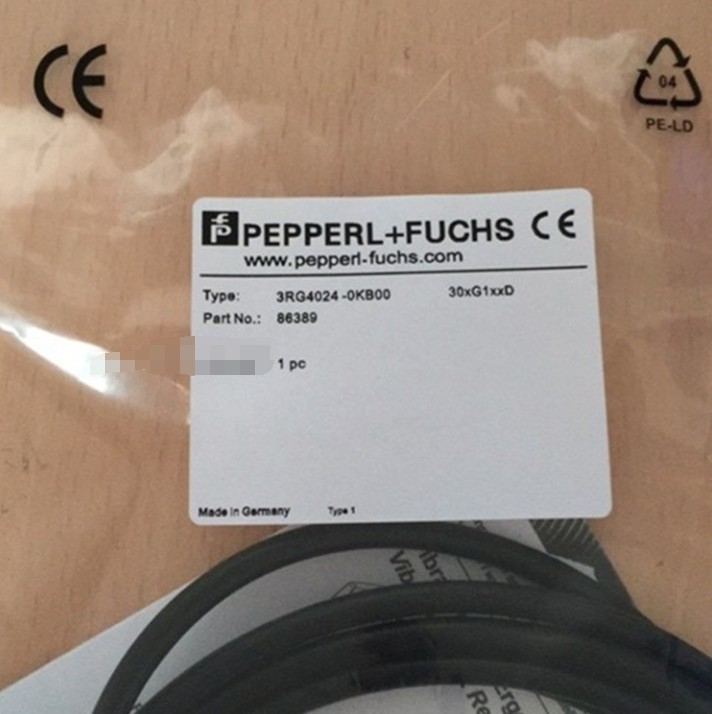 CE
04
PE-LD
PEPPERL+FUCHS CE
www.pepperl-fuchs.com
Type: 3RG4024-0KB00 30xG1xxD
Part No.: 86389
1 pc
Made in Germany Type 1